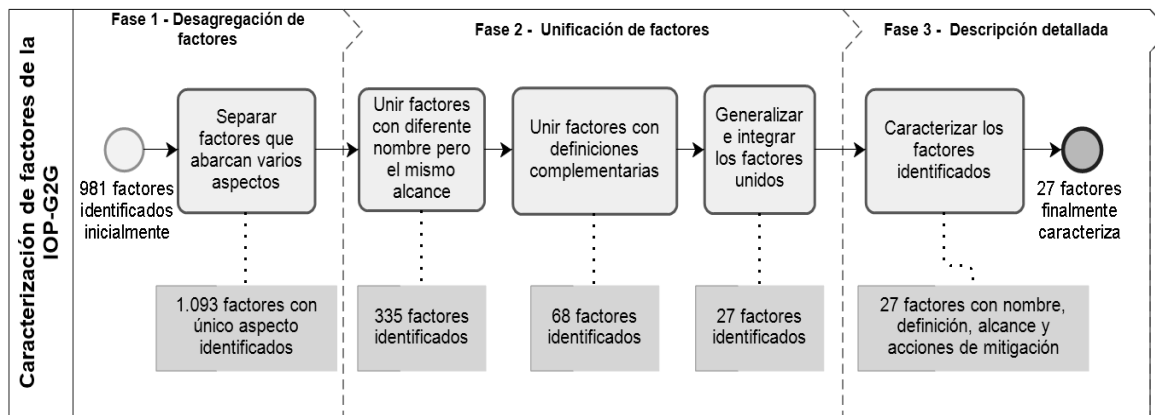 Caracterización de factores de la
IOP-G2G
Fase 1 - Desagregación de
factores
Fase 2 -  Unificación de factores
Fase 3 -  Descripción detallada
981 factores
identificados
inicialmente
Separar
factores que
abarcan varios
aspectos
Unir factores
con diferente
nombre pero
el mismo
alcance
Unir factores con
definiciones
complementarias
Generalizar
e integrar
los factores
unidos
Caracterizar los
factores
identificados
27 factores
finalmente
caracteriza
1.093 factores con
único aspecto
identificados
335 factores
identificados
68 factores
identificados
27 factores
identificados
27 factores con nombre,
definición, alcance y
acciones de mitigación